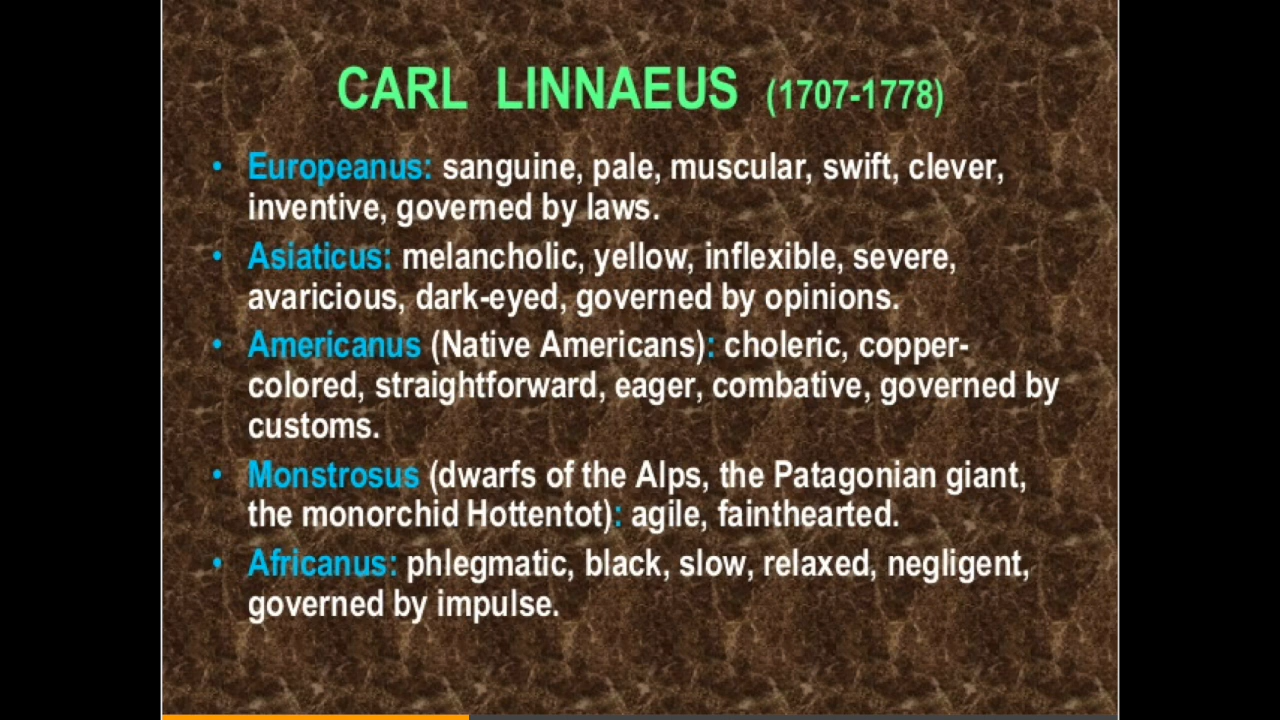 CARL LINNAEUS (1707-1778)
• Europeanus: sanguine, pale, muscular, swift, clever,
inventive, governed by laws.
• Asiaticus: melancholic, yellow, inflexible, severe,
avaricious, dark-eyed, governed by opinions.
• Americanus (Native Americans): choleric, copper-
colored, straightforward, eager, combative, governed by
customs.
• Monstrosus (dwarfs of the Alps, the Patagonian giant,
the monorchid Hottentot): agile, fainthearted.
• Africanus: phlegmatic, black, slow, relaxed, negligent,
governed by impulse.